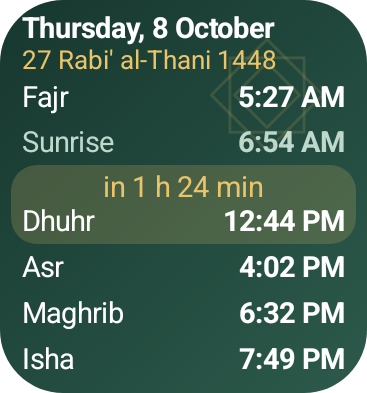 Thursday, 8 October
27 Rabi' al-Thani 1448
Fajr 5:27 AM
Sunrise 6:54 AM
in 1 h 24 min
Dhuhr 12:44 PM
Asr 4:02 PM
Maghrib 6:32 PM
Isha 7:49 PM